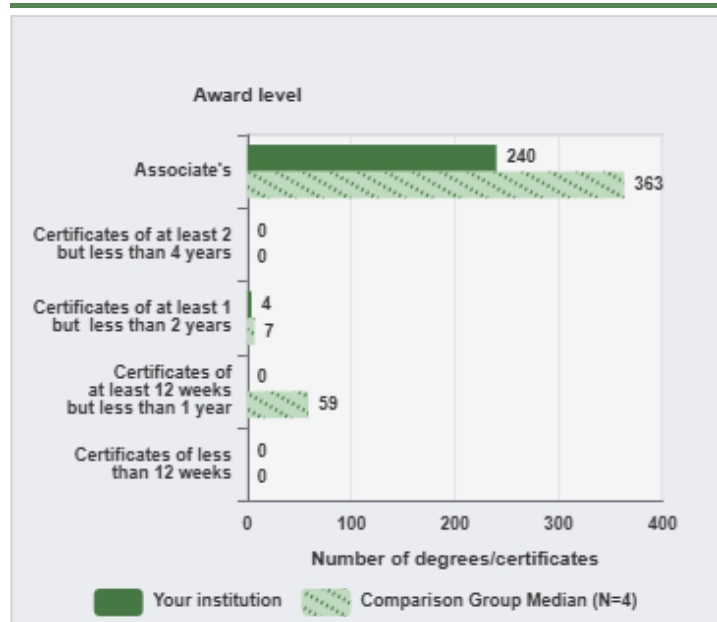 Award level
Associate's
240
363
Certificates of at least 2
but less than 4 years
0
0
Certificates of at least 1
but less than 2 years
4
7
Certificates of
at least 12 weeks
but less than 1 year
0
59
Certificates of less
than 12 weeks
0
0
0 100 200 300 400
Number of degrees/certificates
Your institution Comparison Group Median (N=4)